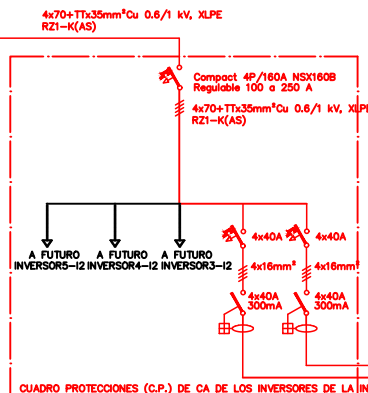 4x70+TTx35mm²Cu 0.6/1 kV, XLPE
RZ1-K(AS)
Compact 4P/160A NSX160B
Regulable 100 a 250 A
4x70+TTx35mm²Cu 0.6/1 kV, XLPE
RZ1-K(AS)
4x40A 4x40A
A FUTURO A FUTURO A FUTURO
INVERSOR5-I2 INVERSOR4-I2 INVERSOR3-I2
4x16mm² 4x16mm²
4x40A 4x40A
300mA 300mA
CUADRO PROTECCIONES (C.P.) DE CA DE LOS INVERSORES DE LA IN